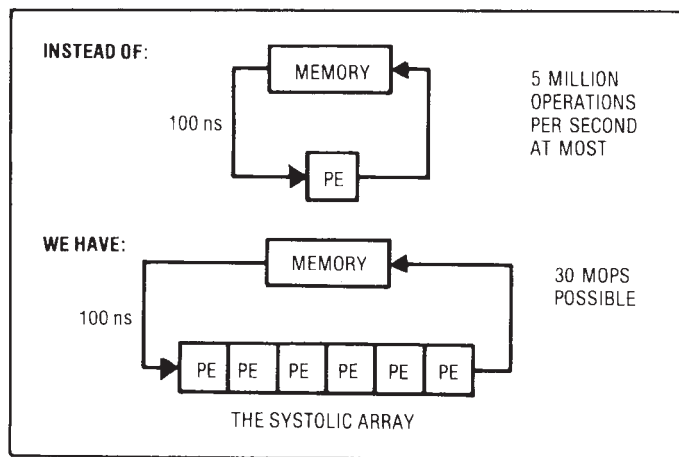 INSTEAD OF:
MEMORY
100 ns
PE
5 MILLION
OPERATIONS
PER SECOND
AT MOST
WE HAVE:
MEMORY
100 ns
PE PE PE PE PE PE
30 MOPS
POSSIBLE
THE SYSTOLIC ARRAY